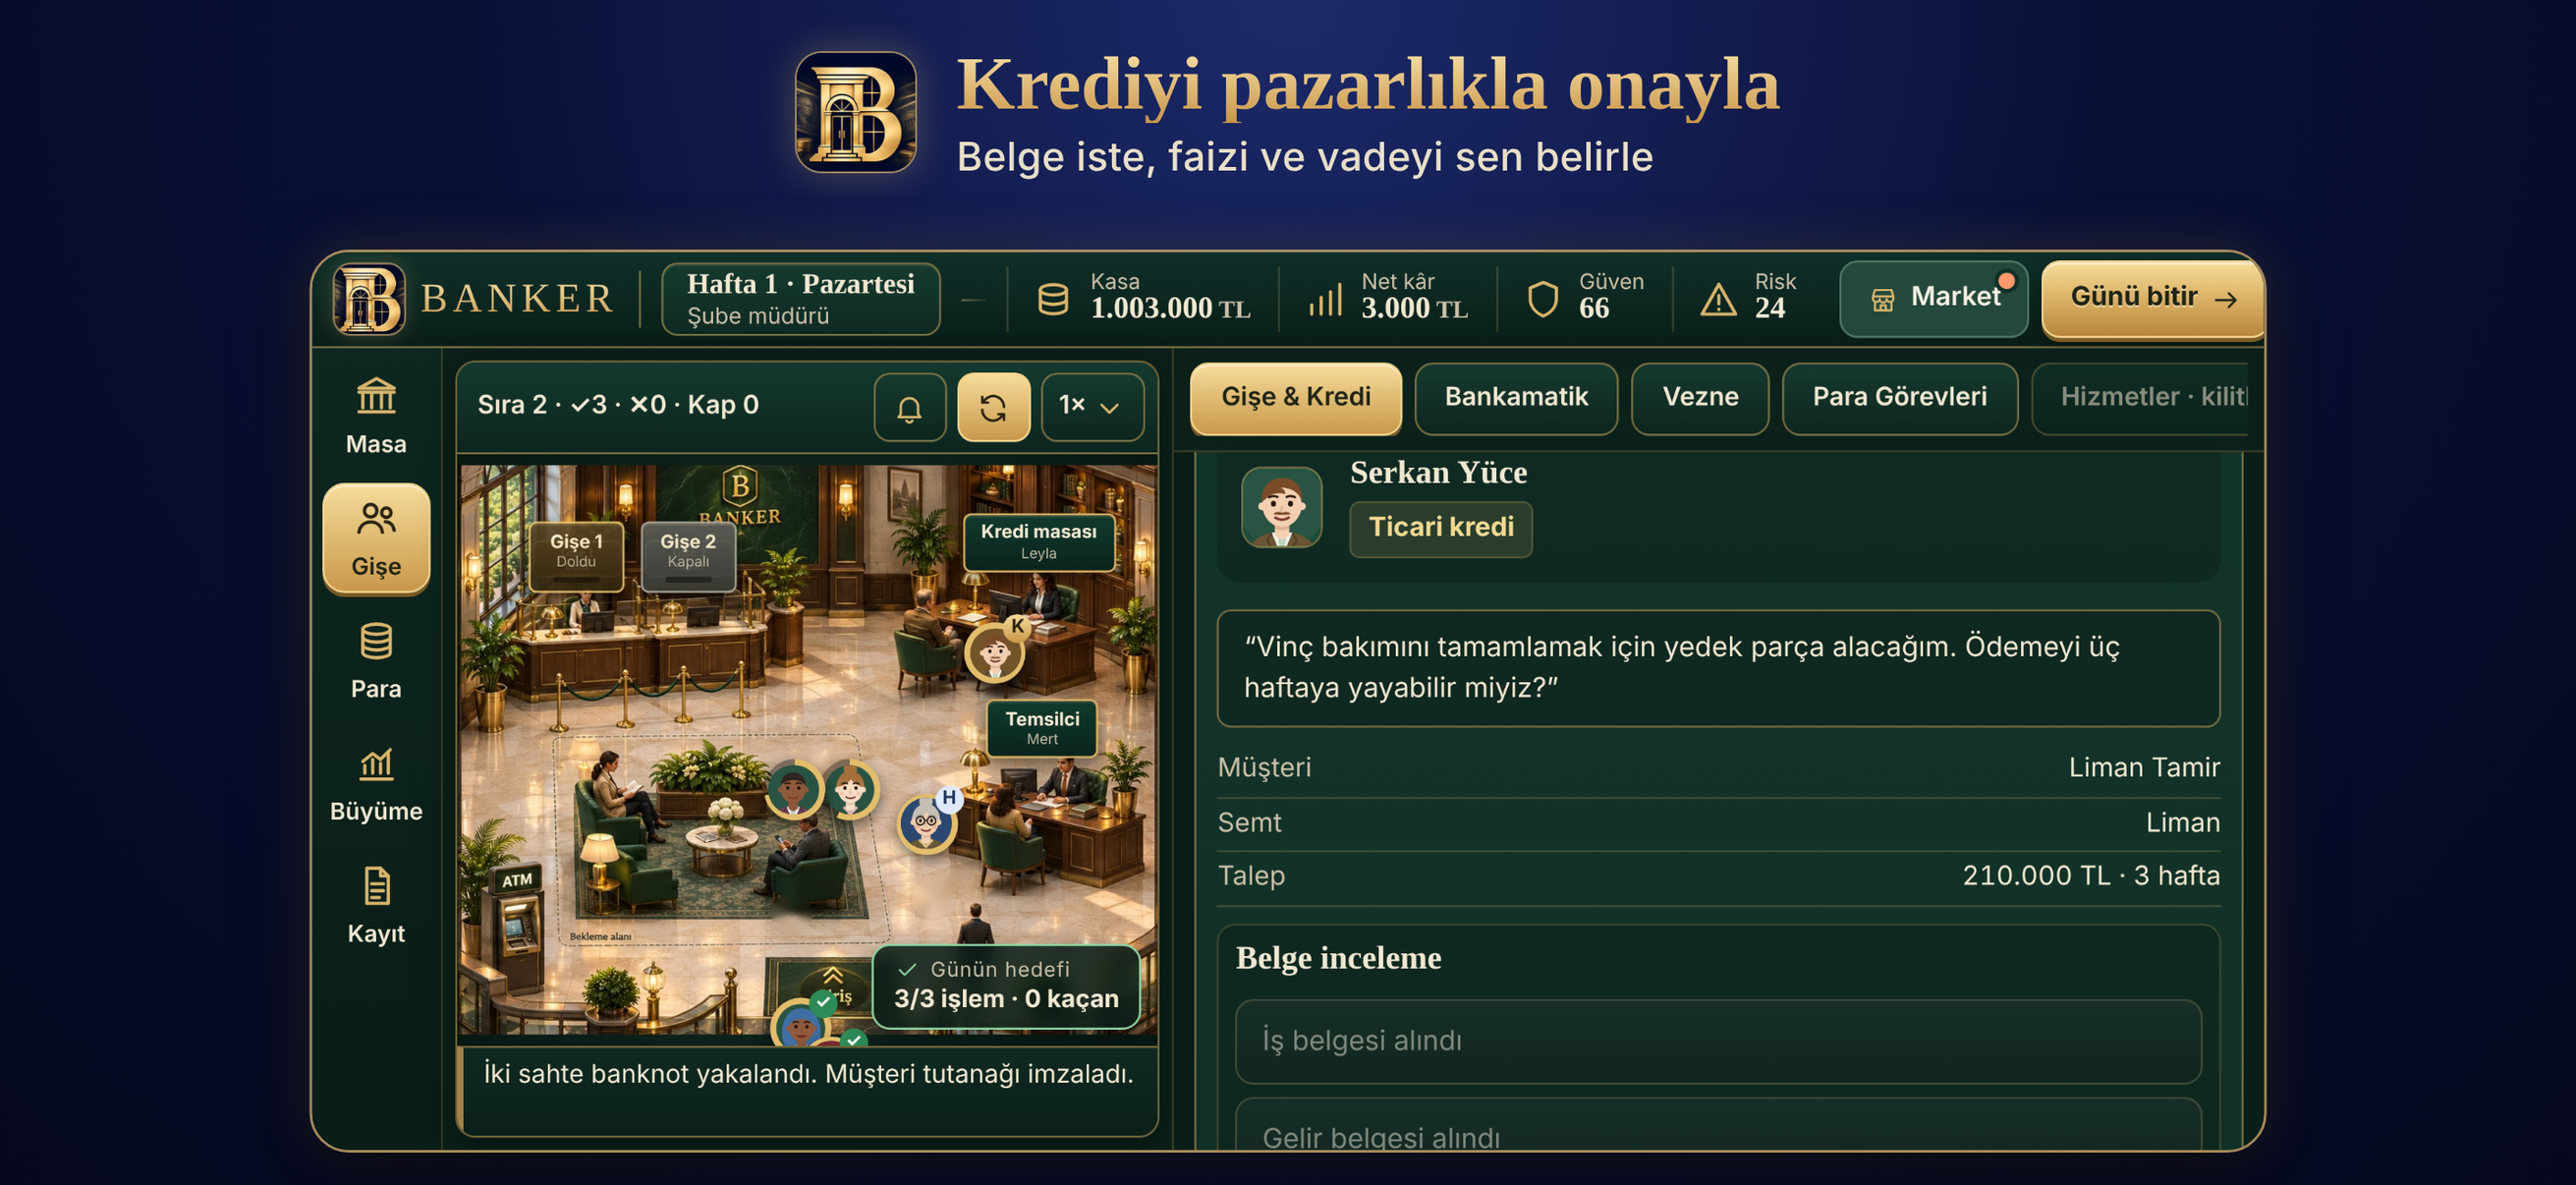 Krediyi pazarlıkla onayla
Belge iste, faizi ve vadeyi sen belirle
BANKER
Hafta 1 · Pazartesi
Şube müdürü
Kasa
1.003.000 TL
Net kâr
3.000 TL
Güven
66
Risk
24
Market
Günü bitir →
Masa
Gişe
Para
Büyüme
Kayıt
Sıra 2 · ✓3 · ✕0 · Kap 0
1×
Gişe & Kredi
Bankamatik
Vezne
Para Görevleri
Hizmetler ·
B
BANKER
Gişe 1
Doldu
Gişe 2
Kapalı
Kredi masası
Leyla
K
Temsilci
Mert
H
ATM
Bekleme alanı
✓ Günün hedefi
3/3 işlem · 0 kaçan
İki sahte banknot yakalandı. Müşteri tutanağı imzaladı.
Serkan Yüce
Ticari kredi
“Vinç bakımını tamamlamak için yedek parça alacağım. Ödemeyi üç
haftaya yayabilir miyiz?”
Müşteri
Liman Tamir
Semt
Liman
Talep
210.000 TL · 3 hafta
Belge inceleme
İş belgesi alındı
Gelir belgesi alındı